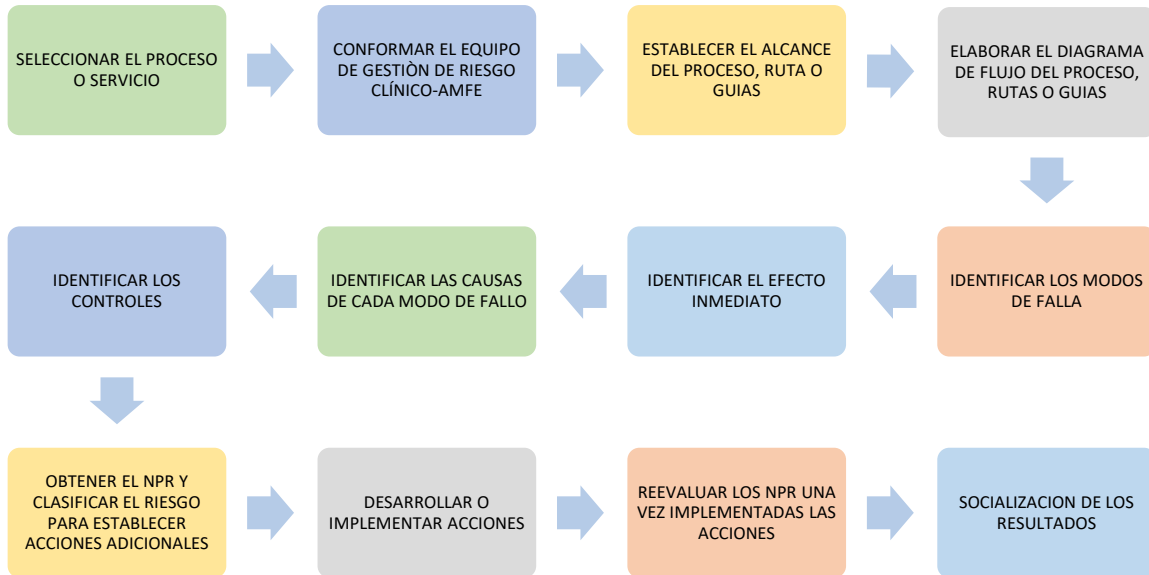 SELECCIONAR EL PROCESO
O SERVICIO
CONFORMAR EL EQUIPO
DE GESTIÒN DE RIESGO
CLÍNICO-AMFE
ESTABLECER EL ALCANCE
DEL PROCESO, RUTA O
GUIAS
ELABORAR EL DIAGRAMA
DE FLUJO DEL PROCESO,
RUTAS O GUIAS
IDENTIFICAR LOS MODOS
DE FALLA
IDENTIFICAR EL EFECTO
INMEDIATO
IDENTIFICAR LAS CAUSAS
DE CADA MODO DE FALLO
IDENTIFICAR LOS
CONTROLES
OBTENER EL NPR Y
CLASIFICAR EL RIESGO
PARA ESTABLECER
ACCIONES ADICIONALES
DESARROLLAR O
IMPLEMENTAR ACCIONES
REEVALUAR LOS NPR UNA
VEZ IMPLEMENTADAS LAS
ACCIONES
SOCIALIZACION DE LOS
RESULTADOS